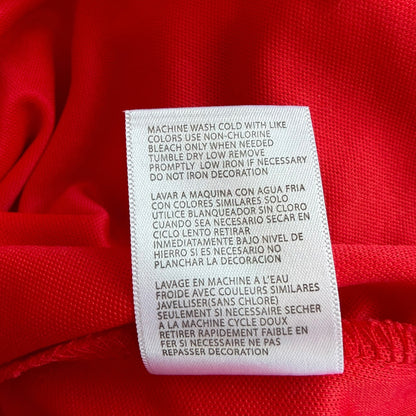 MACHINE WASH COLD WITH LIKE
COLORS USE NON-CHLORINE
BLEACH ONLY WHEN NEEDED
TUMBLE DRY LOW REMOVE
PROMPTLY LOW IRON IF NECESSARY
DO NOT IRON DECORATION
LAVAR A MAQUINA CON AGUA FRIA
CON COLORES SIMILARES SOLO
UTILICE BLANQUEADOR SIN CLORO
CUANDO SEA NECESARIO SECAR EN
CICLO LENTO RETIRAR
INMEDIATAMENTE BAJO NIVEL DE
HIERRO SI ES NECESARIO NO
PLANCHAR LA DECORACION
LAVAGE EN MACHINE A L'EAU
FROIDE AVEC COULEURS SIMILARES
JAVELLISER(SANS CHLORE)
SEULEMENT SI NECESSAIRE SECHER
A LA MACHINE CYCLE DOUX
RETIRER RAPIDEMENT FAIBLE EN
FER SI NECESSAIRE NE PAS
REPASSER DECORATION